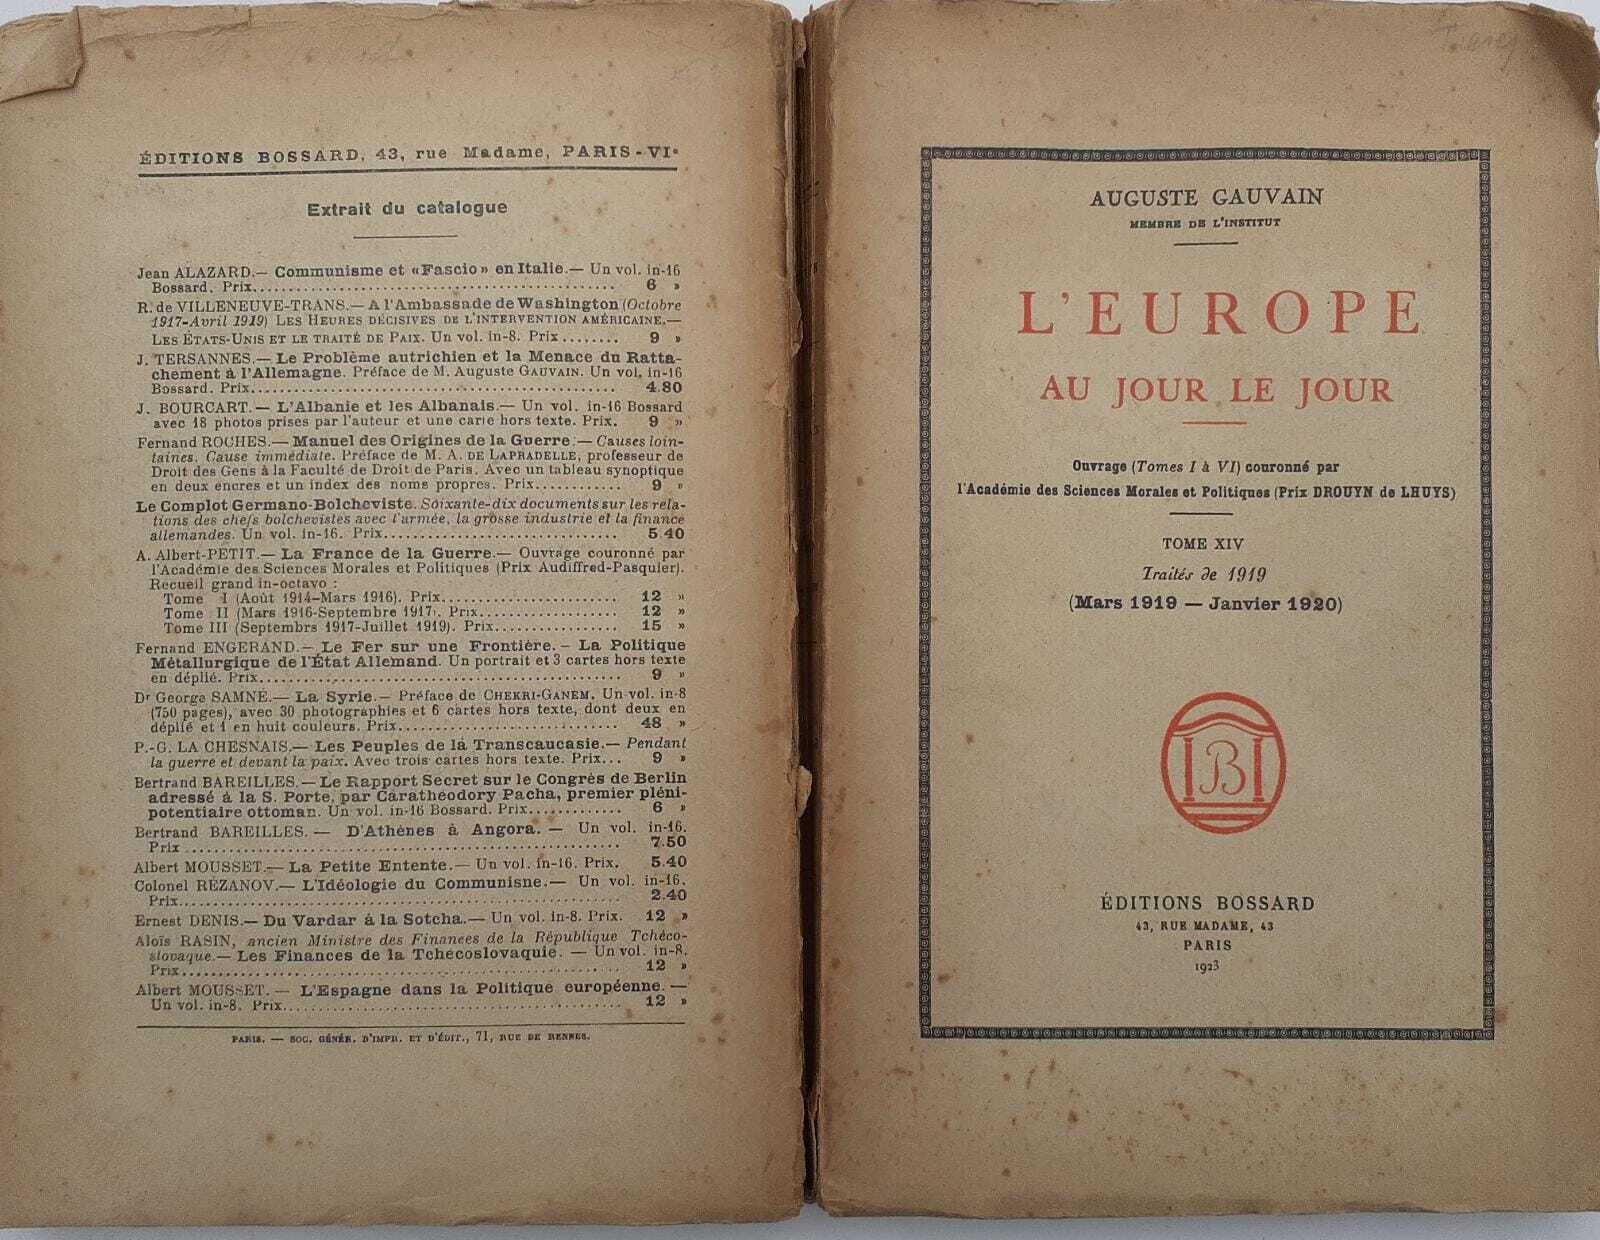 ÉDITIONS BOSSARD, 43, rue Madame, PARIS-VIe
Extrait du catalogue
Jean ALAZARD.— Communisme et «Fascio» en Italie.— Un vol. in-16
Bossard. Prix.................... 6 »
R. de VILLENEUVE-TRANS.— A l'Ambassade de Washington (Octobre
1917-Avril 1919) LES HEURES DÉCISIVES DE L'INTERVENTION AMÉRICAINE.—
LES ÉTATS-UNIS ET LE TRAITÉ DE PAIX. Un vol. in-8. Prix........ 9 »
J. TERSANNES.— Le Problème autrichien et la Menace du Ratta-
chement à l'Allemagne. Préface de M. Auguste GAUVAIN. Un vol. in-16
Bossard. Prix.................... 4.80
J. BOURCART.— L'Albanie et les Albanais.— Un vol. in-16 Bossard
avec 18 photos prises par l'auteur et une carte hors texte. Prix. 9 »
Fernand ROCHES.— Manuel des Origines de la Guerre.— Causes loin-
taines. Cause immédiate. Préface de M. A. DE LAPRADELLE, professeur de
Droit des Gens à la Faculté de Droit de Paris. Avec un tableau synoptique
en deux encres et un index des noms propres. Prix............ 9 »
Le Complot Germano-Bolcheviste. Soixante-dix documents sur les rela-
tions des chefs bolchevistes avec l'armée, la grosse industrie et la finance
allemandes. Un vol. in-16. Prix.................... 5 40
A. Albert-PETIT.— La France de la Guerre.— Ouvrage couronné par
l'Académie des Sciences Morales et Politiques (Prix Audiffred-Pasquier).
Recueil grand in-octavo :
Tome I (Août 1914-Mars 1916). Prix.................... 12 »
Tome II (Mars 1916-Septembre 1917). Prix................. 12 »
Tome III (Septembrs 1917-Juillet 1919). Prix................. 15 »
Fernand ENGERAND.— Le Fer sur une Frontière. – La Politique
Métallurgique de l'État Allemand. Un portrait et 3 cartes hors texte
en déplié. Prix.................... 9 »
Dr George SAMNÉ.— La Syrie.— Préface de CHEKRI-GANEM. Un vol. in-8
(750 pages), avec 30 photographies et 6 cartes hors texte, dont deux en
déplié et 1 en huit couleurs. Prix.................... 48 »
P.-G. LA CHESNAIS.— Les Peuples de la Transcaucasie.— Pendant
la guerre et devant la paix. Avec trois cartes hors texte. Prix... 9 »
Bertrand BAREILLES.— Le Rapport Secret sur le Congrès de Berlin
adressé à la S. Porte, par Carathéodory Pacha, premier pléni-
potentiaire ottoman. Un vol. in-16 Bossard. Prix............. 6 »
Bertrand BAREILLES.— D'Athènes à Angora. — Un vol. in-16.
Prix .................... 7.50
Albert MOUSSET.— La Petite Entente.— Un vol. in-16. Prix. 5.40
Colonel RÉZANOV.— L'Idéologie du Communisne.— Un vol. in-16.
Prix.................... 2.40
Ernest DENIS.— Du Vardar à la Sotcha.— Un vol. in-8. Prix. 12 »
Aloïs RASIN, ancien Ministre des Finances de la République Tchéco-
slovaque.— Les Finances de la Tchécoslovaquie. — Un vol. in-8.
Prix.................... 12 »
Albert MOUSSET. — L'Espagne dans la Politique européenne. —
Un vol. in-8. Prix.................... 12 »
PARIS. — SOC. GÉNÉR. D'IMPR. ET D'ÉDIT., 71, RUE DE RENNES.
AUGUSTE GAUVAIN
MEMBRE DE L'INSTITUT
L'EUROPE
AU JOUR LE JOUR
Ouvrage (Tomes I à VI) couronné par
l'Académie des Sciences Morales et Politiques (Prix DROUYN de LHUYS)
TOME XIV
Traités de 1919
(Mars 1919 — Janvier 1920)
B
ÉDITIONS BOSSARD
43, RUE MADAME, 43
PARIS
1923